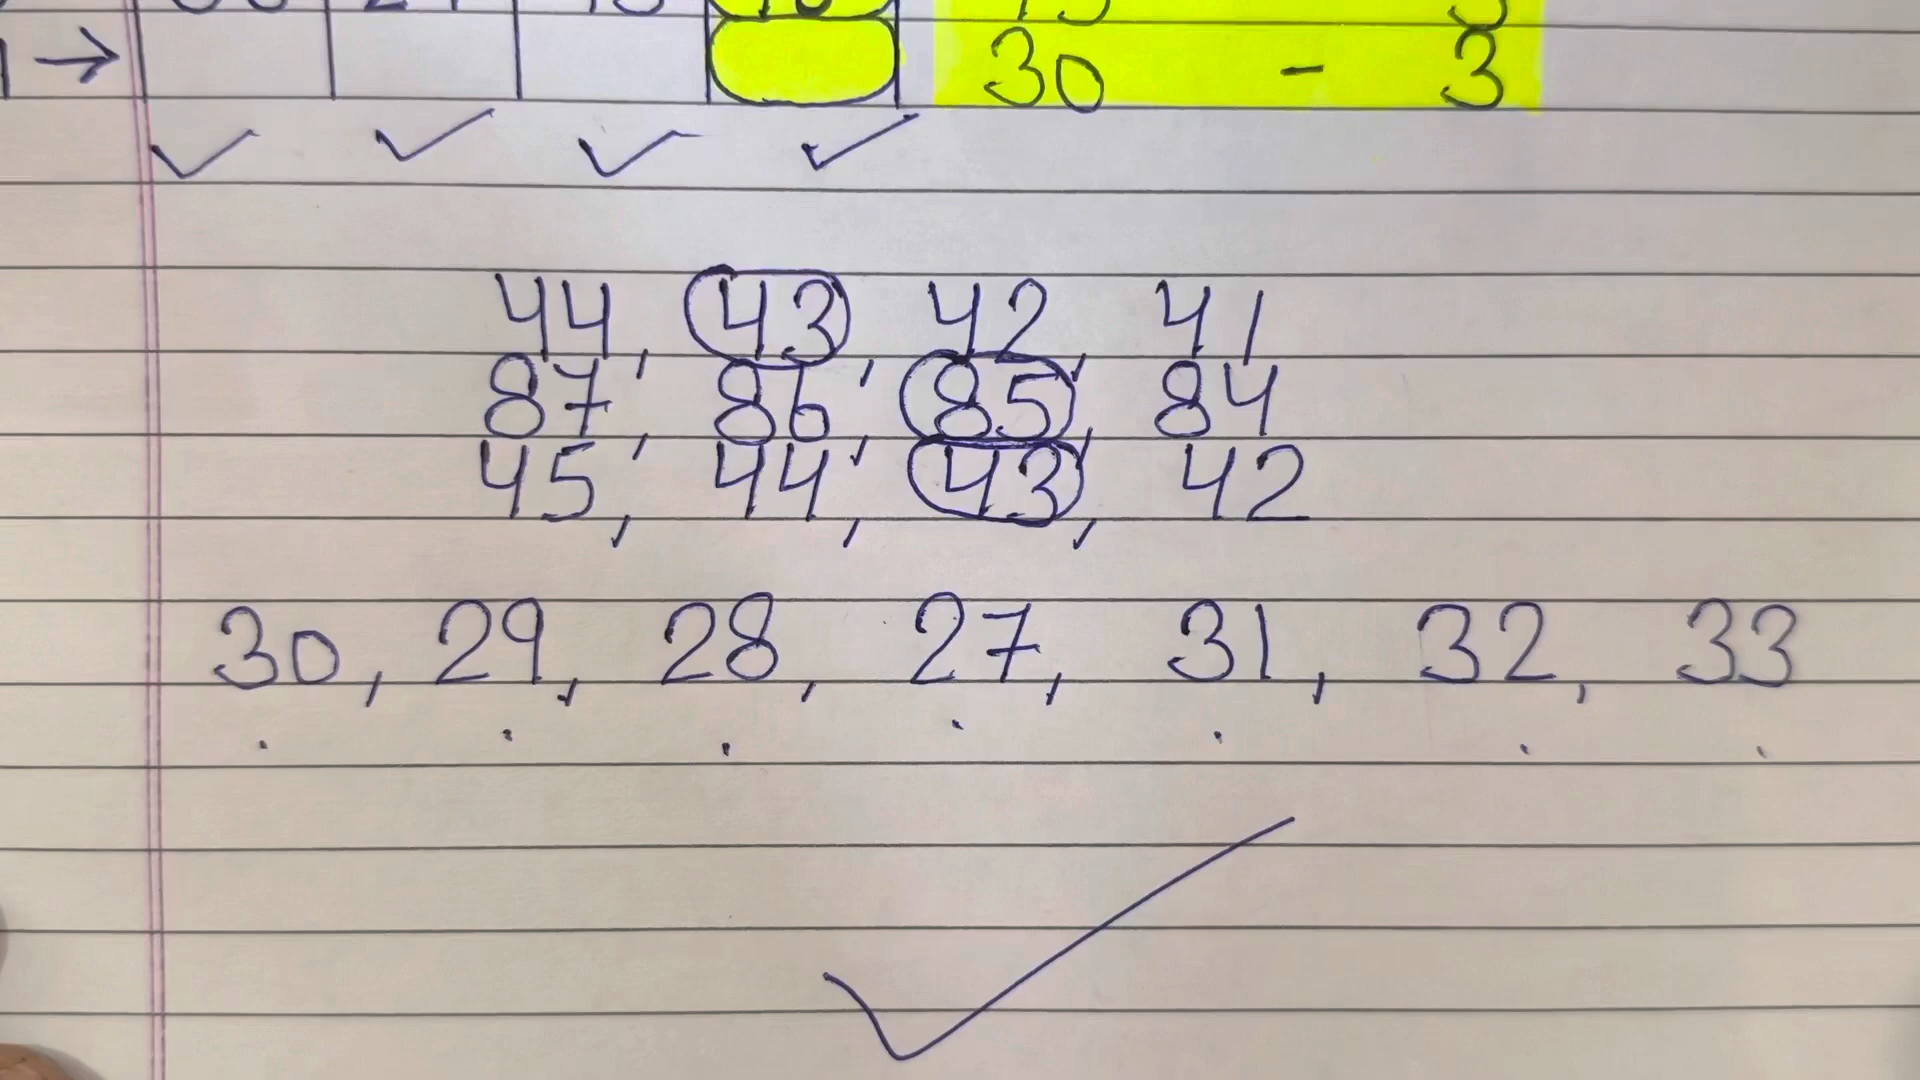 30 - 3
44, 43, 42, 41
87, 86, 85, 84
45, 44, 43, 42
30, 29, 28, 27, 31, 32, 33